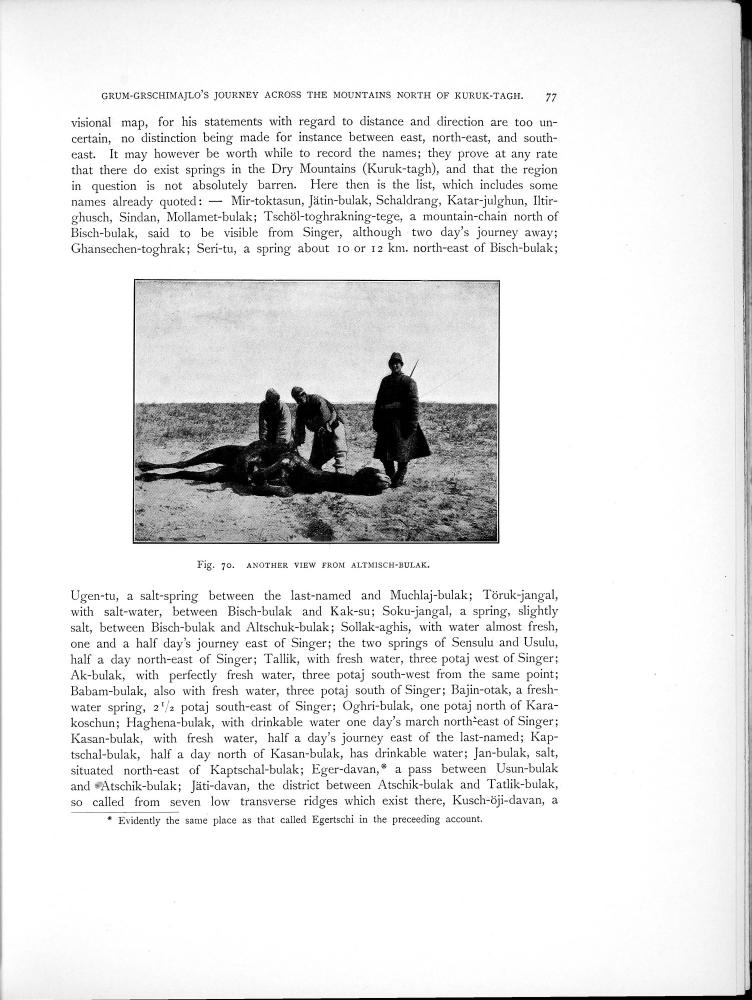 GRUM-GRSCHIMAJLO'S JOURNEY ACROSS THE MOUNTAINS NORTH OF KURUK-TAGH. 77
visional map, for his statements with regard to distance and direction are too un-
certain, no distinction being made for instance between east, north-east, and south-
east. It may however be worth while to record the names; they prove at any rate
that there do exist springs in the Dry Mountains (Kuruk-tagh), and that the region
in question is not absolutely barren. Here then is the list, which includes some
names already quoted: — Mir-toktasun, Jätin-bulak, Schaldrang, Katar-julghun, Iltir-
ghusch, Sindan, Mollamet-bulak; Tschöl-toghrakning-tege, a mountain-chain north of
Bisch-bulak, said to be visible from Singer, although two day's journey away;
Ghansechen-toghrak; Seri-tu, a spring about 10 or 12 km. north-east of Bisch-bulak;
Fig. 70. ANOTHER VIEW FROM ALTMISCH-BULAK.
Ugen-tu, a salt-spring between the last-named and Muchlaj-bulak; Töruk-jangal,
with salt-water, between Bisch-bulak and Kak-su; Soku-jangal, a spring, slightly
salt, between Bisch-bulak and Altschuk-bulak; Sollak-aghis, with water almost fresh,
one and a half day's journey east of Singer; the two springs of Sensulu and Usulu,
half a day north-east of Singer; Tallik, with fresh water, three potaj west of Singer;
Ak-bulak, with perfectly fresh water, three potaj south-west from the same point;
Babam-bulak, also with fresh water, three potaj south of Singer; Bajin-otak, a fresh-
water spring, 2 1/2 potaj south-east of Singer; Oghri-bulak, one potaj north of Kara-
koschun; Haghena-bulak, with drinkable water one day's march north-east of Singer;
Kasan-bulak, with fresh water, half a day's journey east of the last-named; Kap-
tschal-bulak, half a day north of Kasan-bulak, has drinkable water; Jan-bulak, salt,
situated north-east of Kaptschal-bulak; Eger-davan,* a pass between Usun-bulak
and Atschik-bulak; Jäti-davan, the district between Atschik-bulak and Tatlik-bulak,
so called from seven low transverse ridges which exist there, Kusch-öji-davan, a
* Evidently the same place as that called Egertschi in the preceeding account.